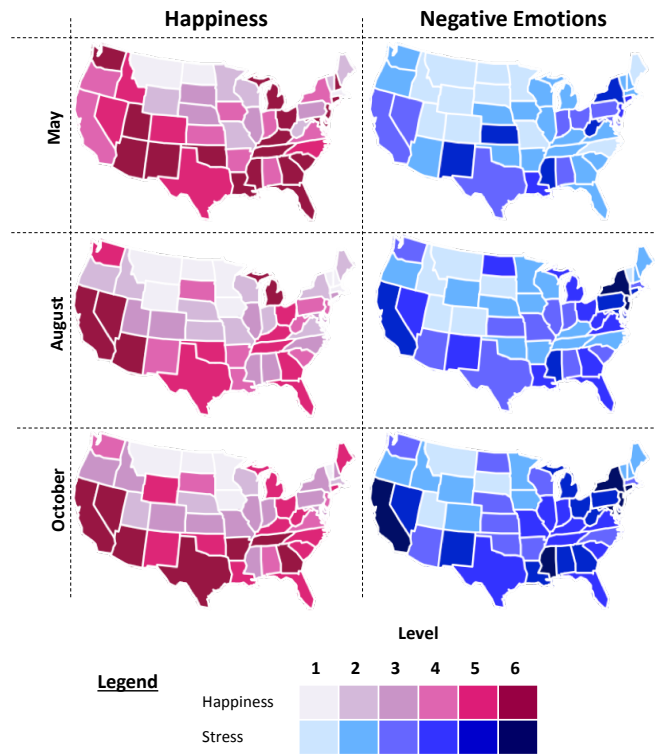 Happiness Negative Emotions
May
August
October
Level
Legend 1 2 3 4 5 6
Happiness
Stress